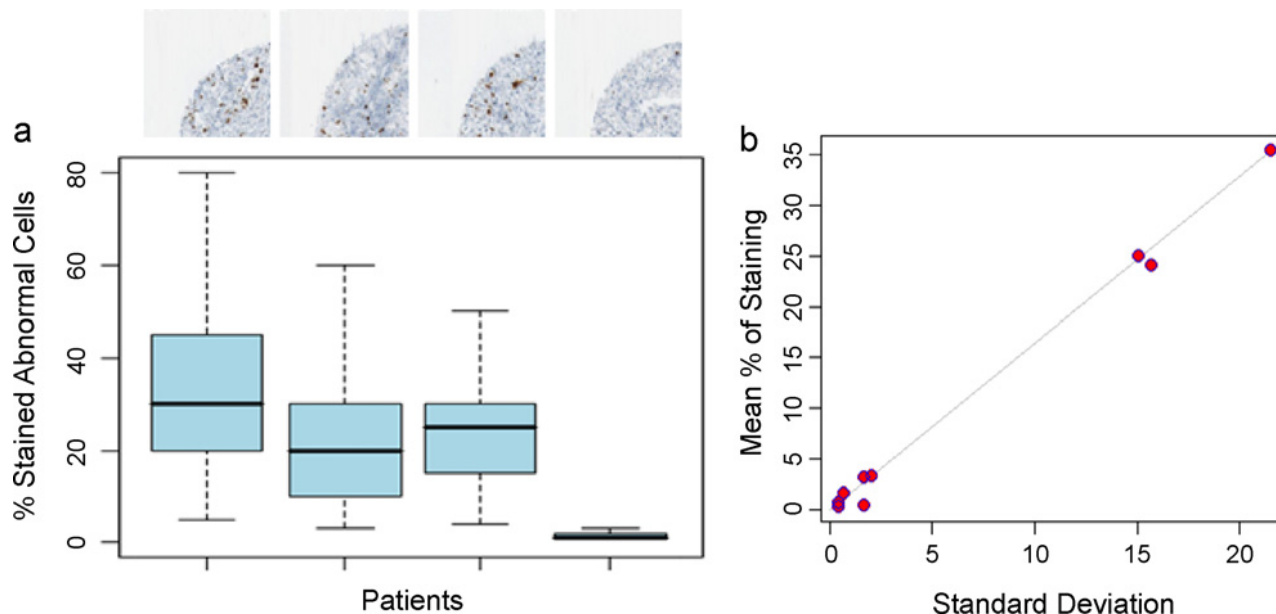 a
% Stained Abnormal Cells
80
60
40
20
0
Patients
b
Mean % of Staining
35
30
25
20
15
10
5
0
0 5 10 15 20
Standard Deviation